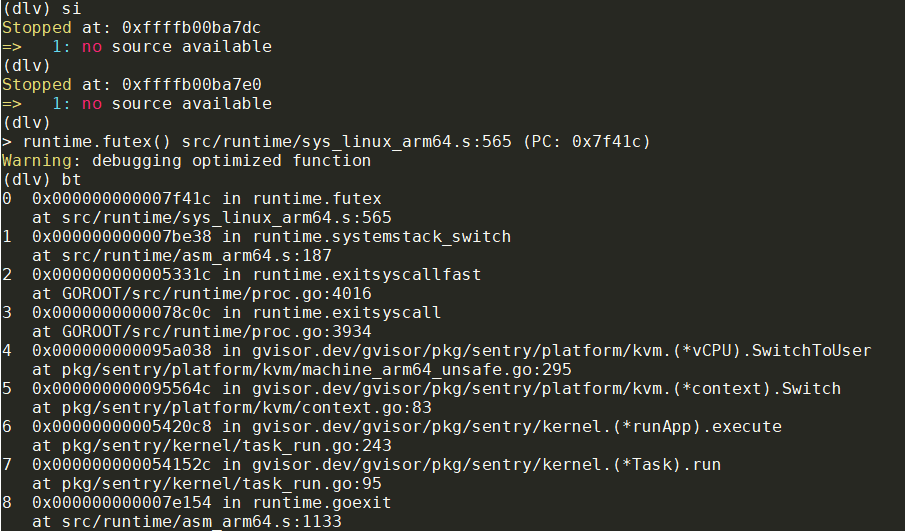 (dlv) si
Stopped at: 0xffffb00ba7dc
=>   1: no source available
(dlv)
Stopped at: 0xffffb00ba7e0
=>   1: no source available
(dlv)
> runtime.futex() src/runtime/sys_linux_arm64.s:565 (PC: 0x7f41c)
Warning: debugging optimized function
(dlv) bt
0  0x000000000007f41c in runtime.futex
   at src/runtime/sys_linux_arm64.s:565
1  0x000000000007be38 in runtime.systemstack_switch
   at src/runtime/asm_arm64.s:187
2  0x000000000005331c in runtime.exitsyscallfast
   at GOROOT/src/runtime/proc.go:4016
3  0x0000000000078c0c in runtime.exitsyscall
   at GOROOT/src/runtime/proc.go:3934
4  0x000000000095a038 in gvisor.dev/gvisor/pkg/sentry/platform/kvm.(*vCPU).SwitchToUser
   at pkg/sentry/platform/kvm/machine_arm64_unsafe.go:295
5  0x000000000095564c in gvisor.dev/gvisor/pkg/sentry/platform/kvm.(*context).Switch
   at pkg/sentry/platform/kvm/context.go:83
6  0x00000000005420c8 in gvisor.dev/gvisor/pkg/sentry/kernel.(*runApp).execute
   at pkg/sentry/kernel/task_run.go:243
7  0x000000000054152c in gvisor.dev/gvisor/pkg/sentry/kernel.(*Task).run
   at pkg/sentry/kernel/task_run.go:95
8  0x000000000007e154 in runtime.goexit
   at src/runtime/asm_arm64.s:1133